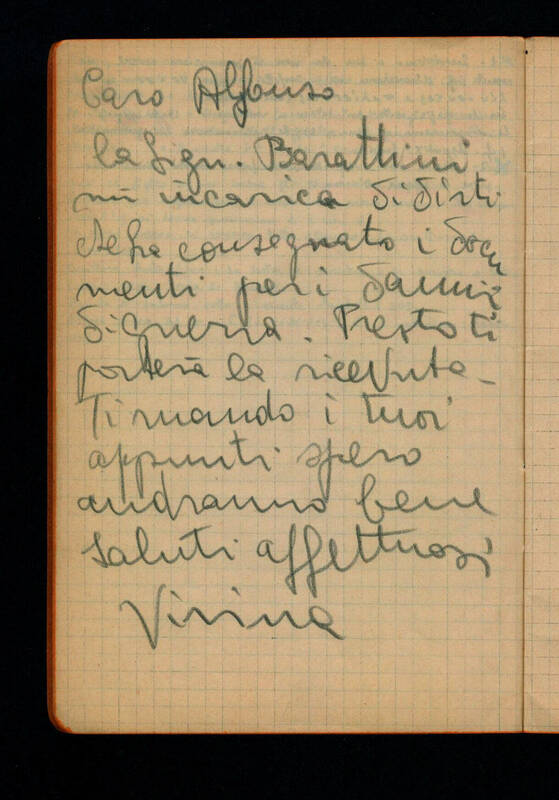 Caro Alfonso
la Sign. Barattini
mi incarica di dirti
che ha consegnato i docu
menti per i danni
di guerra. Presto ti
porterà la ricevuta -
Ti mando i tuoi
appunti spero
andranno bene
saluti affettuosi
Virina